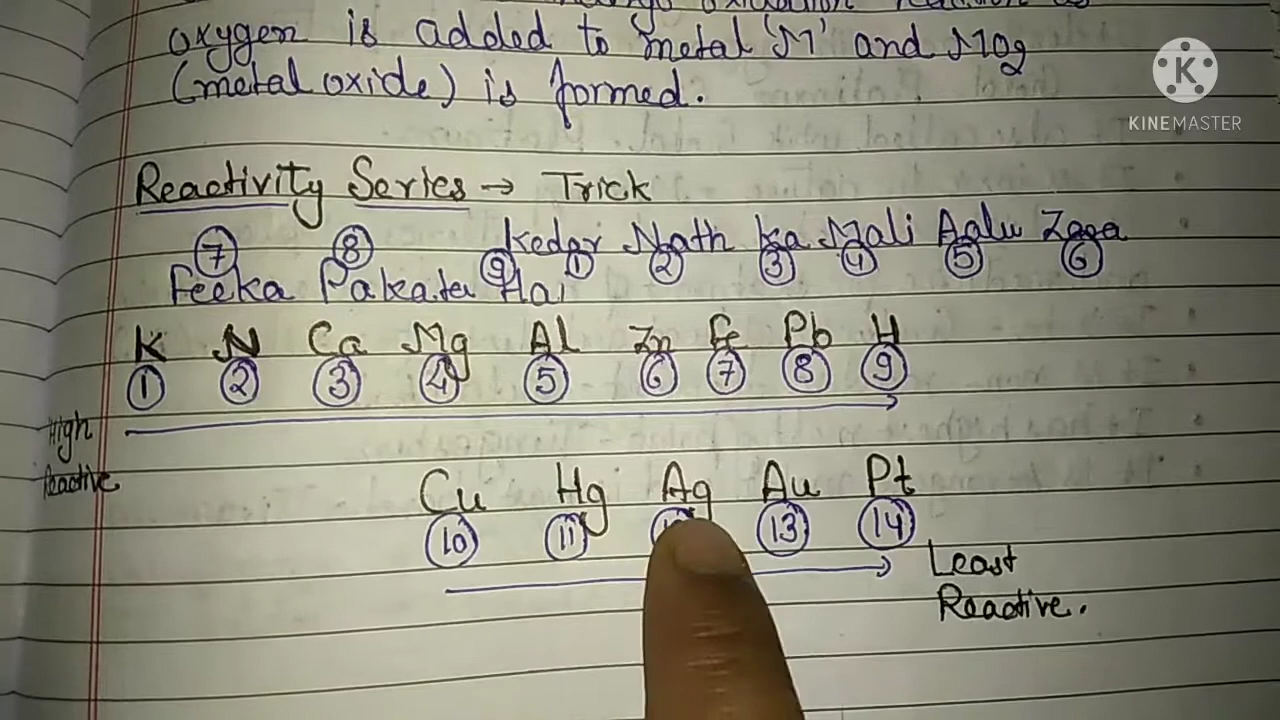 oxygen is added to metal 'M' and MO2
(metal oxide) is formed.
KINEMASTER
Reactivity Series → Trick
Kedar Nath Ka Mali Aalu Zara
7 8 9 1 2 3 4 5 6
Feeka Pakata Hai
K N Ca Mg Al Zn Fe Pb H
1 2 3 4 5 6 7 8 9
High
Reactive
Cu Hg Ag Au Pt
10 11 13 14
Least
Reactive.